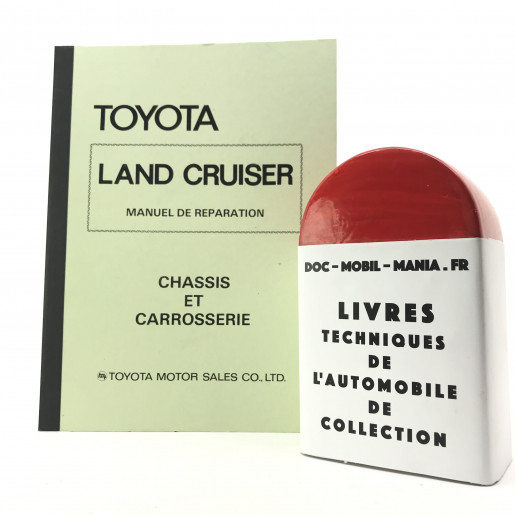 TOYOTA
LAND CRUISER
MANUEL DE REPARATION
CHASSIS
ET
CARROSSERIE
TOYOTA MOTOR SALES CO., LTD.
DOC-MOBIL-MANIA.FR
LIVRES
TECHNIQUES
DE
L'AUTOMOBILE
DE
COLLECTION